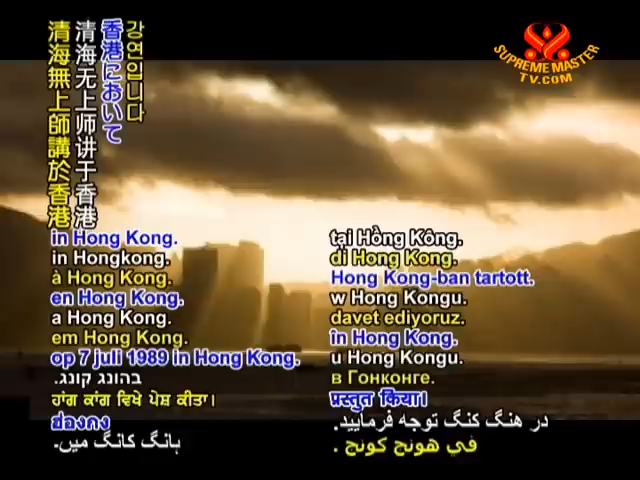 SUPREME MASTER
TV.COM
강연입니다
香港において
清海无上师讲于香港
清海無上師講於香港
in Hong Kong.
in Hongkong.
à Hong Kong.
en Hong Kong.
a Hong Kong.
em Hong Kong.
op 7 juli 1989 in Hong Kong.
בהונג קונג.
ਹਾਂਗ ਕਾਂਗ ਵਿਖੇ ਪੇਸ਼ ਕੀਤਾ।
ฮ่องกง
ہانگ کانگ میں.
tại Hồng Kông.
di Hong Kong.
Hong Kong-ban tartott.
w Hong Kongu.
davet ediyoruz.
în Hong Kong.
u Hong Kongu.
в Гонконге.
प्रस्तुत किया।
در هنگ کنگ توجه فرمایید.
في هونج كونج .